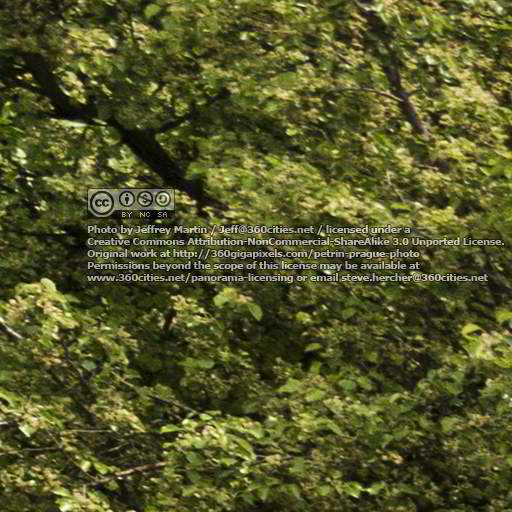 cc
BY NC SA
Photo by Jeffrey Martin / Jeff@360cities.net / licensed under a
Creative Commons Attribution-NonCommercial-ShareAlike 3.0 Unported License.
Original work at http://360gigapixels.com/petrin-prague-photo
Permissions beyond the scope of this license may be available at
www.360cities.net/panorama-licensing or email steve.hercher@360cities.net